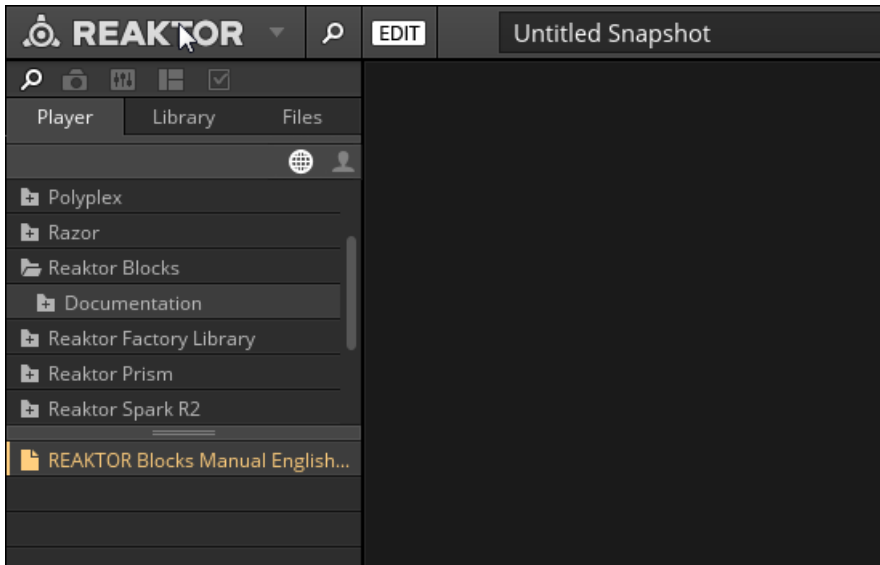 REAKTOR EDIT Untitled Snapshot
Player Library Files
Polyplex
Razor
Reaktor Blocks
Documentation
Reaktor Factory Library
Reaktor Prism
Reaktor Spark R2
REAKTOR Blocks Manual English...